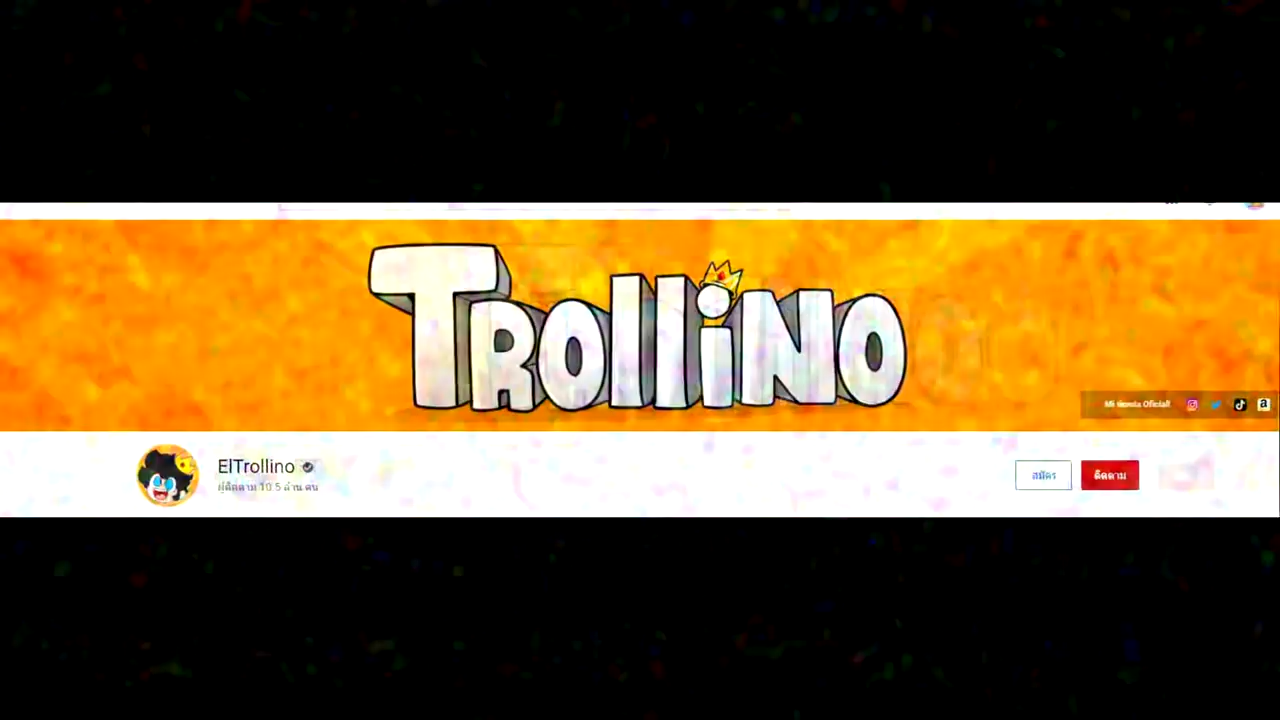 TROLLiNO
Mi tienda Oficial!
ElTrollino
ผู้ติดตาม 10.5 ล้าน คน
สมัคร
ติดตาม